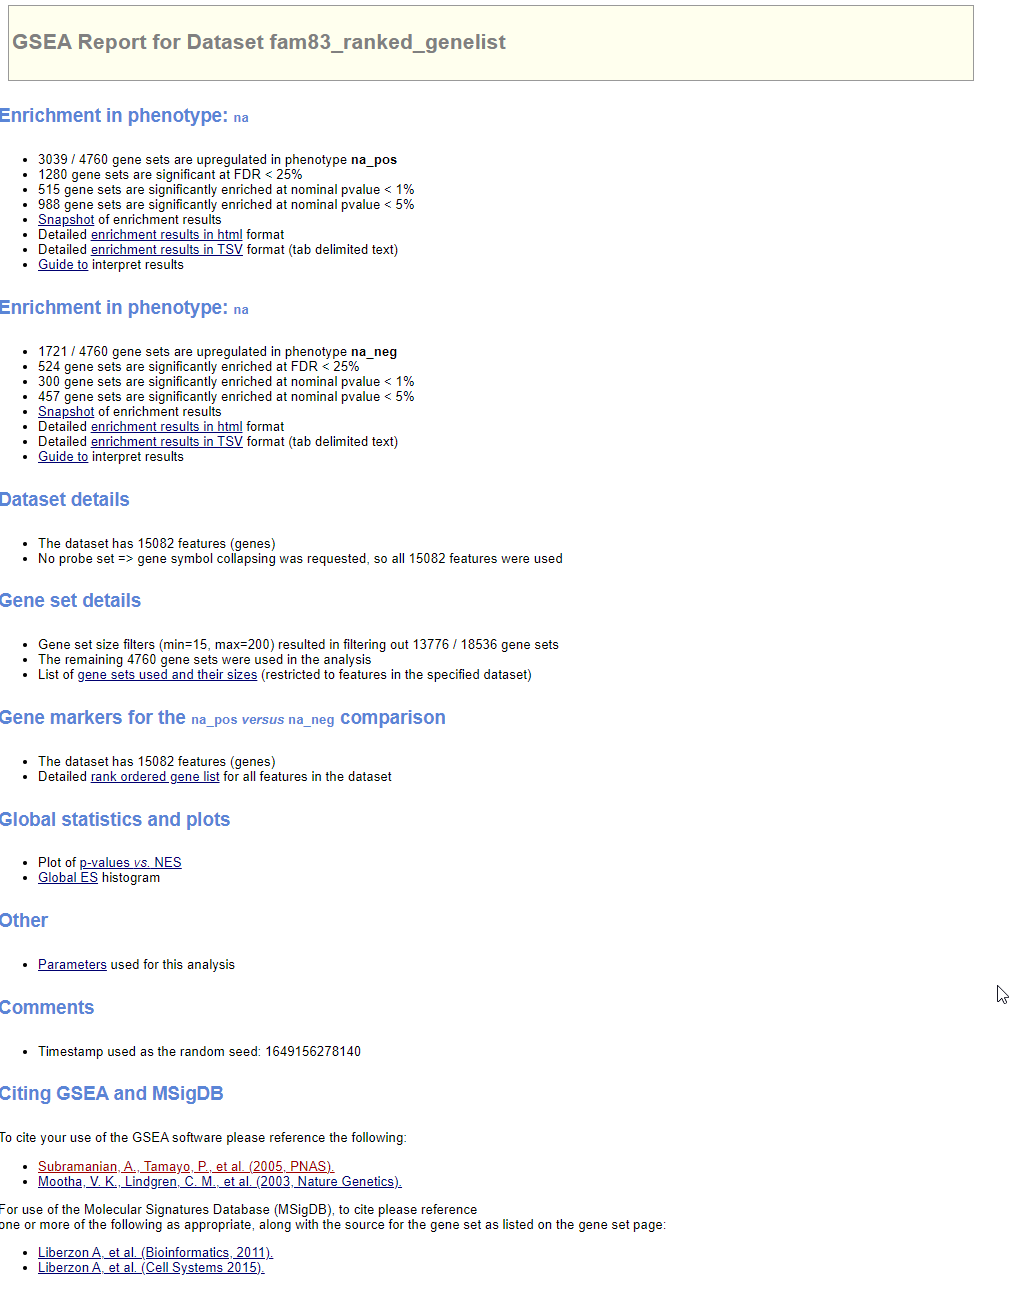 GSEA Report for Dataset fam83_ranked_genelist
Enrichment in phenotype: na
• 3039 / 4760 gene sets are upregulated in phenotype na_pos
• 1280 gene sets are significant at FDR < 25%
• 515 gene sets are significantly enriched at nominal pvalue < 1%
• 988 gene sets are significantly enriched at nominal pvalue < 5%
• Snapshot of enrichment results
• Detailed enrichment results in html format
• Detailed enrichment results in TSV format (tab delimited text)
• Guide to interpret results
Enrichment in phenotype: na
• 1721 / 4760 gene sets are upregulated in phenotype na_neg
• 524 gene sets are significantly enriched at FDR < 25%
• 300 gene sets are significantly enriched at nominal pvalue < 1%
• 457 gene sets are significantly enriched at nominal pvalue < 5%
• Snapshot of enrichment results
• Detailed enrichment results in html format
• Detailed enrichment results in TSV format (tab delimited text)
• Guide to interpret results
Dataset details
• The dataset has 15082 features (genes)
• No probe set => gene symbol collapsing was requested, so all 15082 features were used
Gene set details
• Gene set size filters (min=15, max=200) resulted in filtering out 13776 / 18536 gene sets
• The remaining 4760 gene sets were used in the analysis
• List of gene sets used and their sizes (restricted to features in the specified dataset)
Gene markers for the na_pos versus na_neg comparison
• The dataset has 15082 features (genes)
• Detailed rank ordered gene list for all features in the dataset
Global statistics and plots
• Plot of p-values vs. NES
• Global ES histogram
Other
• Parameters used for this analysis
Comments
• Timestamp used as the random seed: 1649156278140
Citing GSEA and MSigDB
To cite your use of the GSEA software please reference the following:
• Subramanian, A., Tamayo, P., et al. (2005, PNAS).
• Mootha, V. K., Lindgren, C. M., et al. (2003, Nature Genetics).
For use of the Molecular Signatures Database (MSigDB), to cite please reference
one or more of the following as appropriate, along with the source for the gene set as listed on the gene set page:
• Liberzon A, et al. (Bioinformatics, 2011).
• Liberzon A, et al. (Cell Systems 2015).